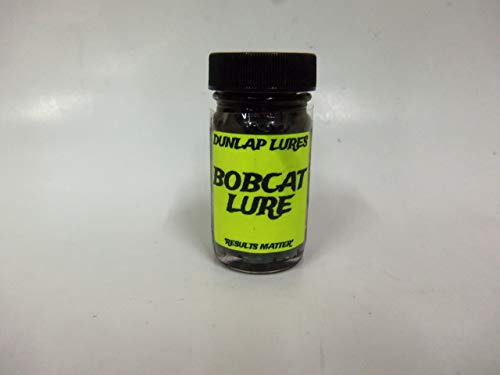 DUNLAP LURES
BOBCAT
LURE
RESULTS MATTER